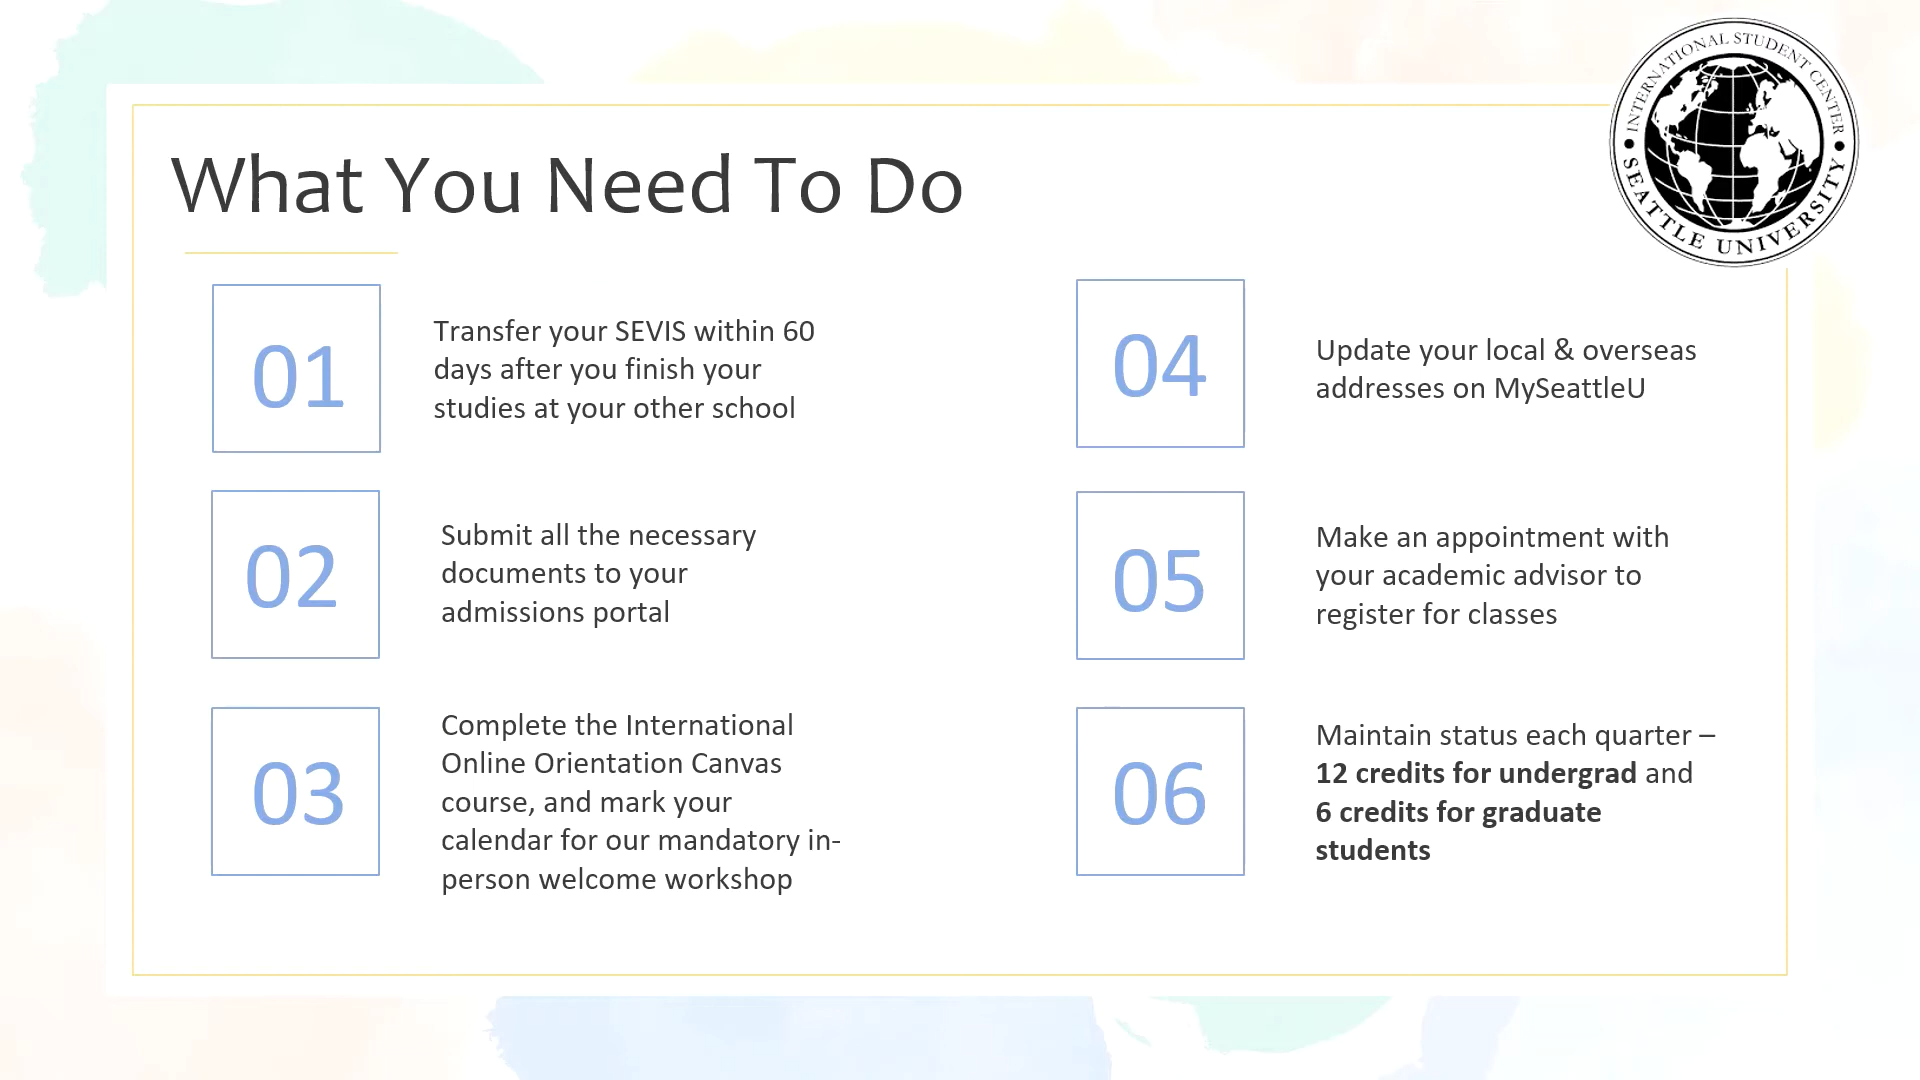 INTERNATIONAL STUDENT CENTER
SEATTLE UNIVERSITY
What You Need To Do
01
Transfer your SEVIS within 60
days after you finish your
studies at your other school
02
Submit all the necessary
documents to your
admissions portal
03
Complete the International
Online Orientation Canvas
course, and mark your
calendar for our mandatory in-
person welcome workshop
04
Update your local & overseas
addresses on MySeattleU
05
Make an appointment with
your academic advisor to
register for classes
06
Maintain status each quarter –
12 credits for undergrad and
6 credits for graduate
students